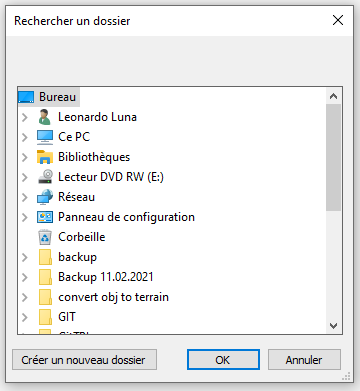 Rechercher un dossier
Bureau
Leonardo Luna
Ce PC
Bibliothèques
Lecteur DVD RW (E:)
Réseau
Panneau de configuration
Corbeille
backup
Backup 11.02.2021
convert obj to terrain
GIT
Créer un nouveau dossier
OK
Annuler